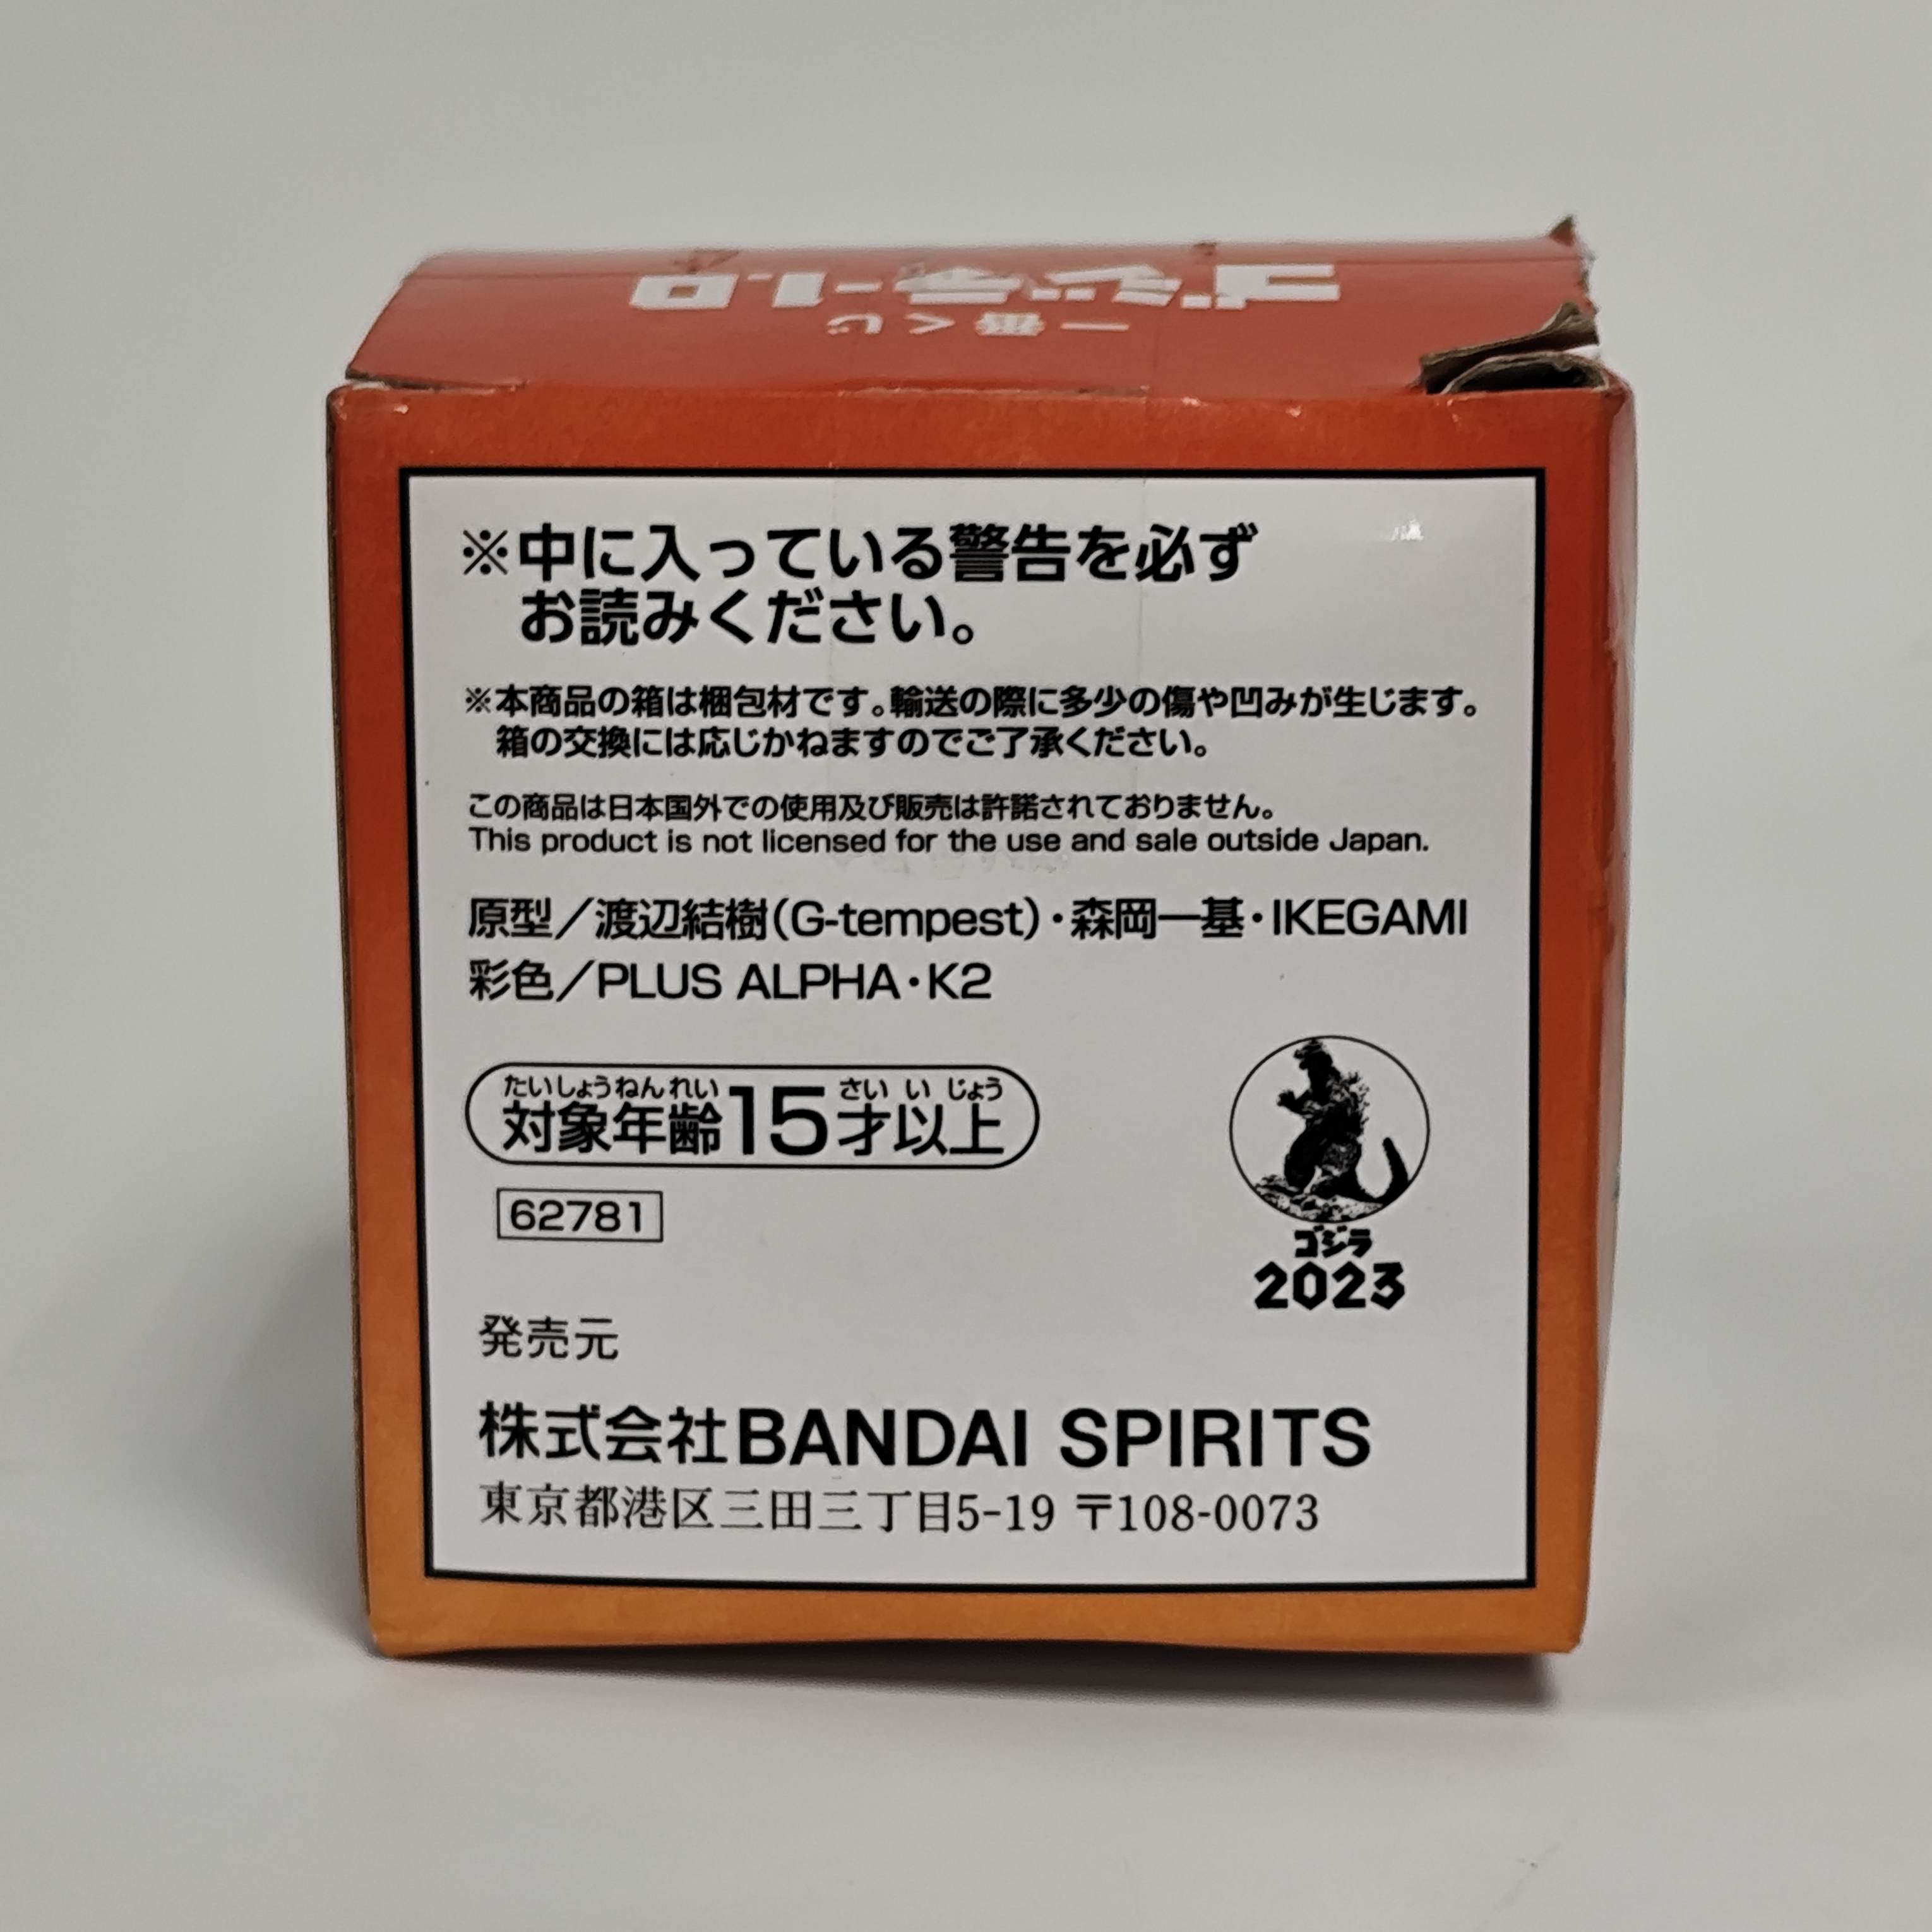 ゴジラ-1.0
一番くじ
※中に入っている警告を必ず
お読みください。
※本商品の箱は梱包材です。輸送の際に多少の傷や凹みが生じます。
箱の交換には応じかねますのでご了承ください。
この商品は日本国外での使用及び販売は許諾されておりません。
This product is not licensed for the use and sale outside Japan.
原型／渡辺結樹(G-tempest)・森岡一基・IKEGAMI
彩色／PLUS ALPHA・K2
たいしょうねんれい さい い じょう
対象年齢15才以上
62781
ゴジラ
2023
発売元
株式会社BANDAI SPIRITS
東京都港区三田三丁目5-19 〒108-0073